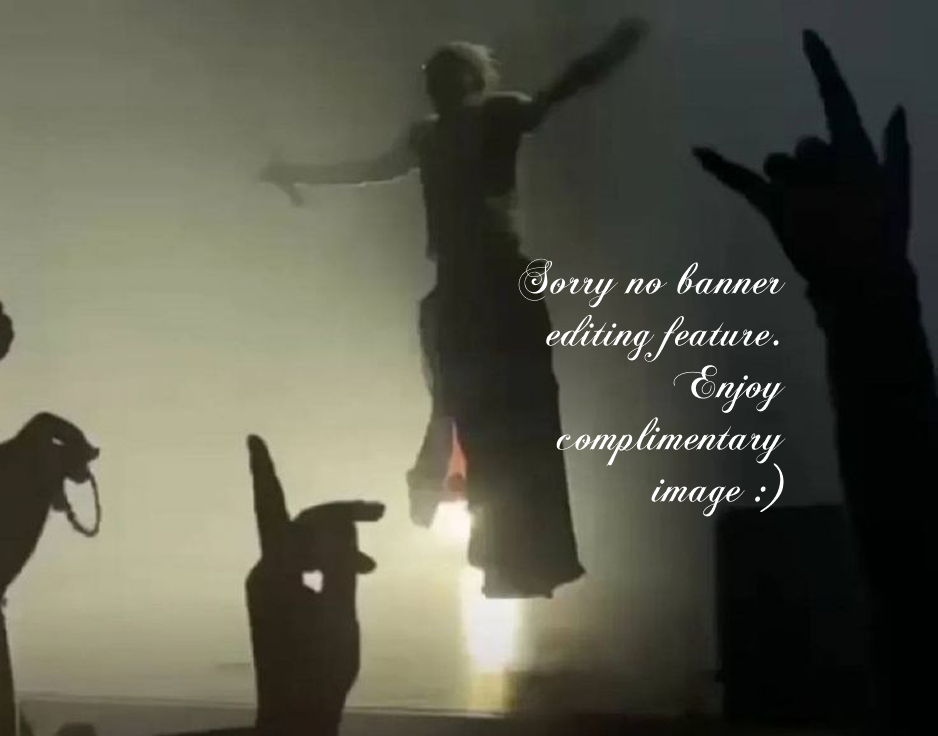 Sorry no banner
editing feature.
Enjoy
complimentary
image :)